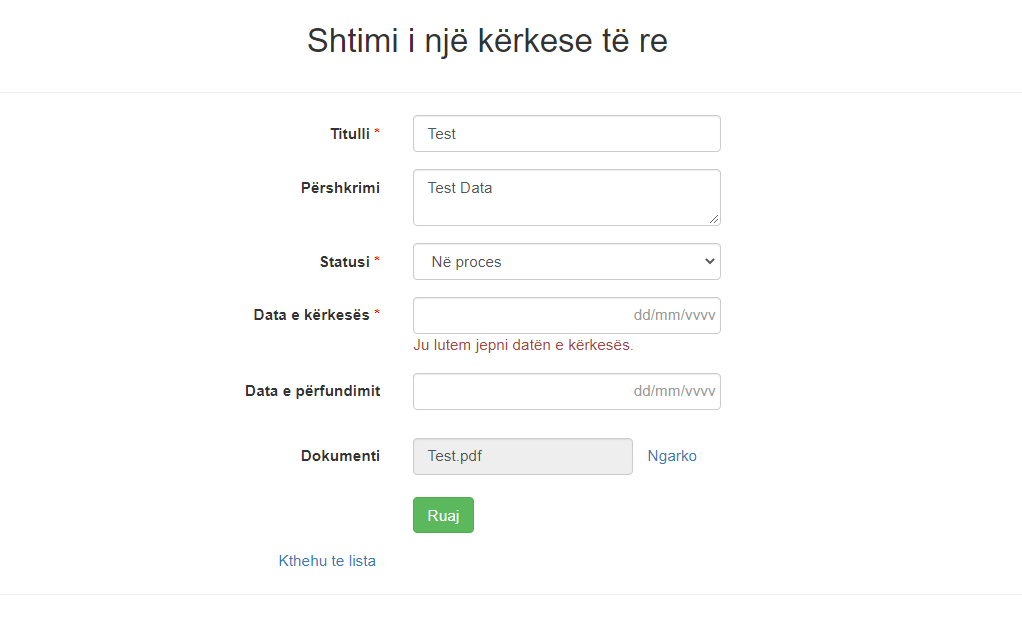 Shtimi i një kërkese të re
Titulli *
Test
Përshkrimi
Test Data
Statusi *
Në proces
Data e kërkesës *
dd/mm/vvvv
Ju lutem jepni datën e kërkesës.
Data e përfundimit
dd/mm/vvvv
Dokumenti
Test.pdf
Ngarko
Ruaj
Kthehu te lista